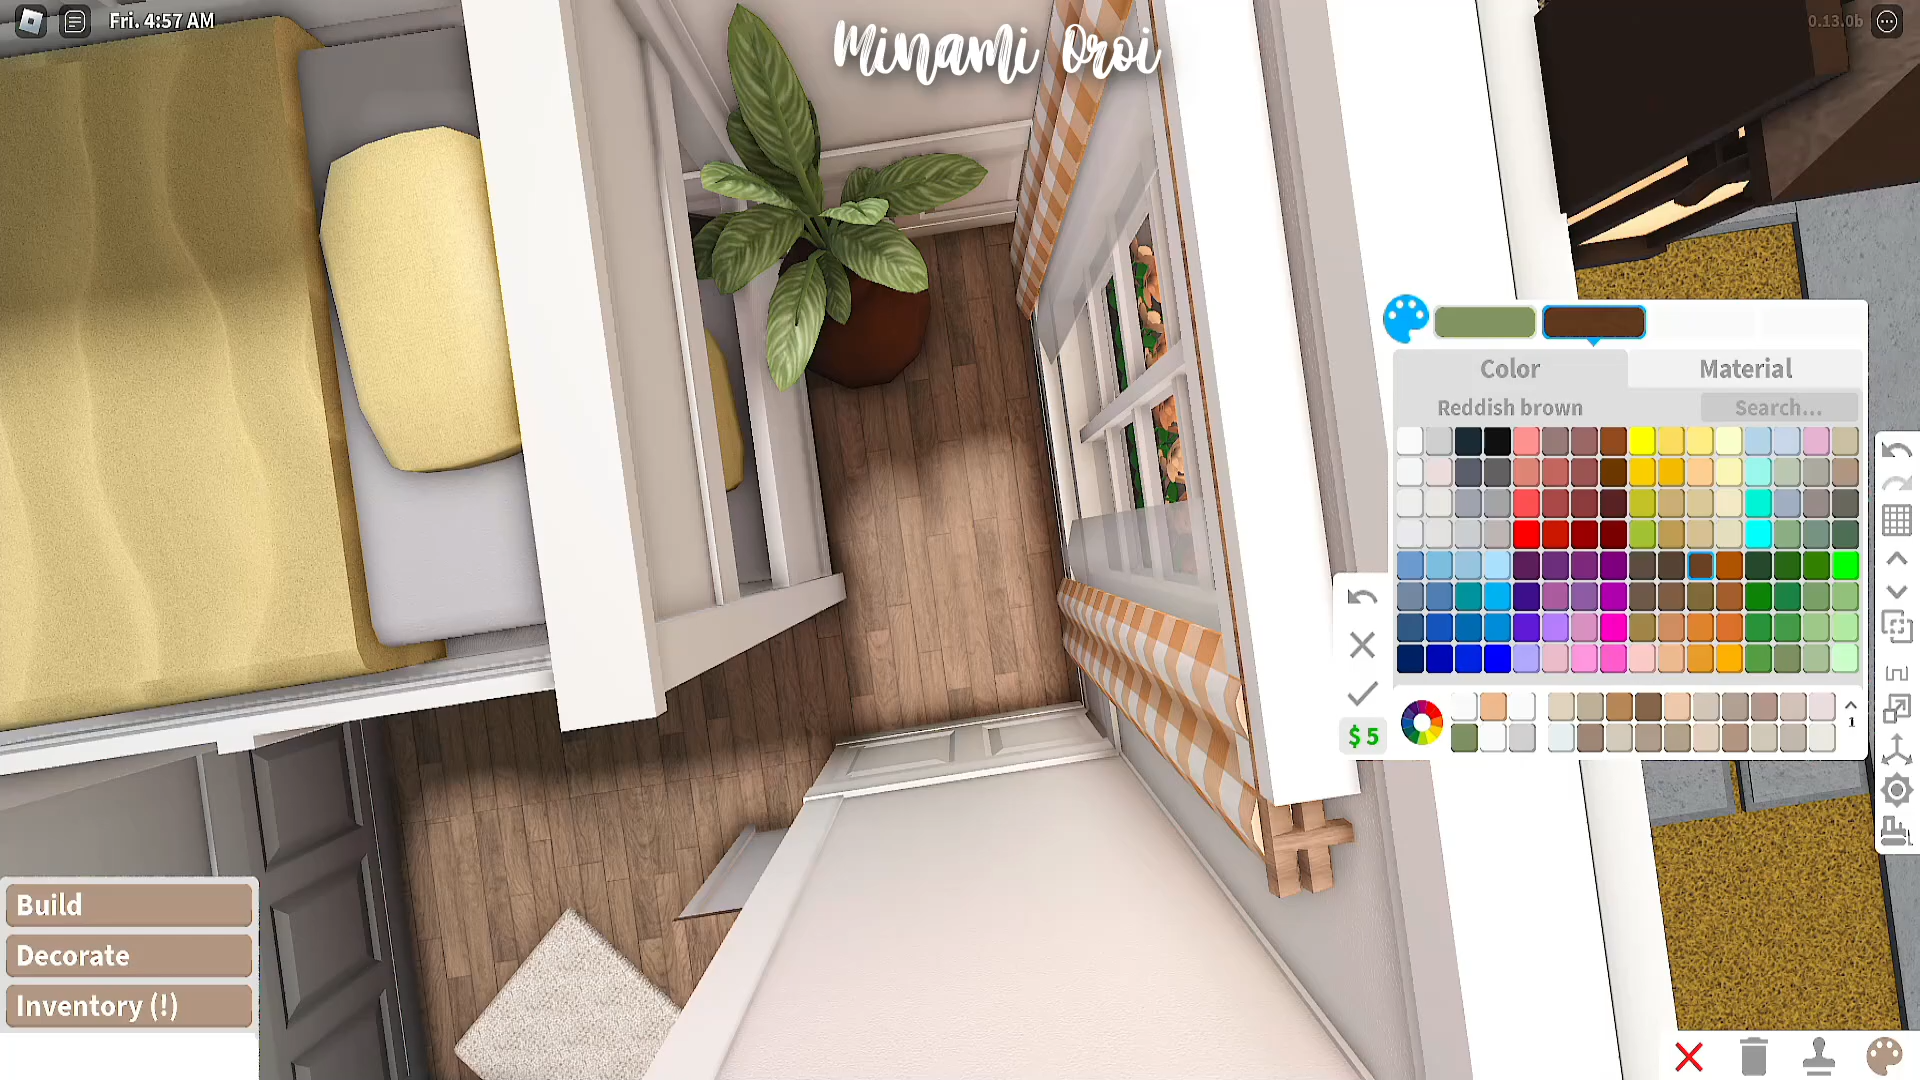 Fri. 4:57 AM
Minami Oroi
0.13.0b
Color
Material
Reddish brown
Search...
1
$ 5
Build
Decorate
Inventory (!)